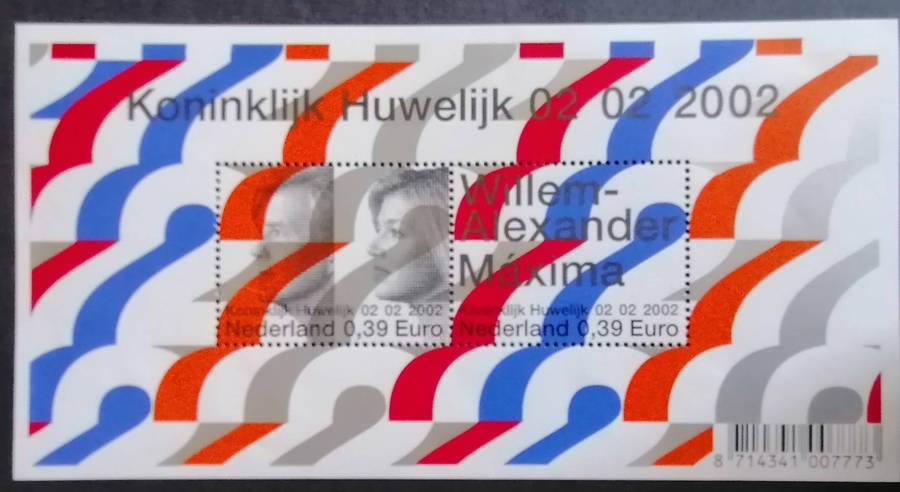 Koninklijk Huwelijk 02 02 2002
Koninklijk Huwelijk 02 02 2002
Nederland 0,39 Euro
Willem-
Alexander
Máxima
Koninklijk Huwelijk 02 02 2002
Nederland 0,39 Euro
8 714341 007773